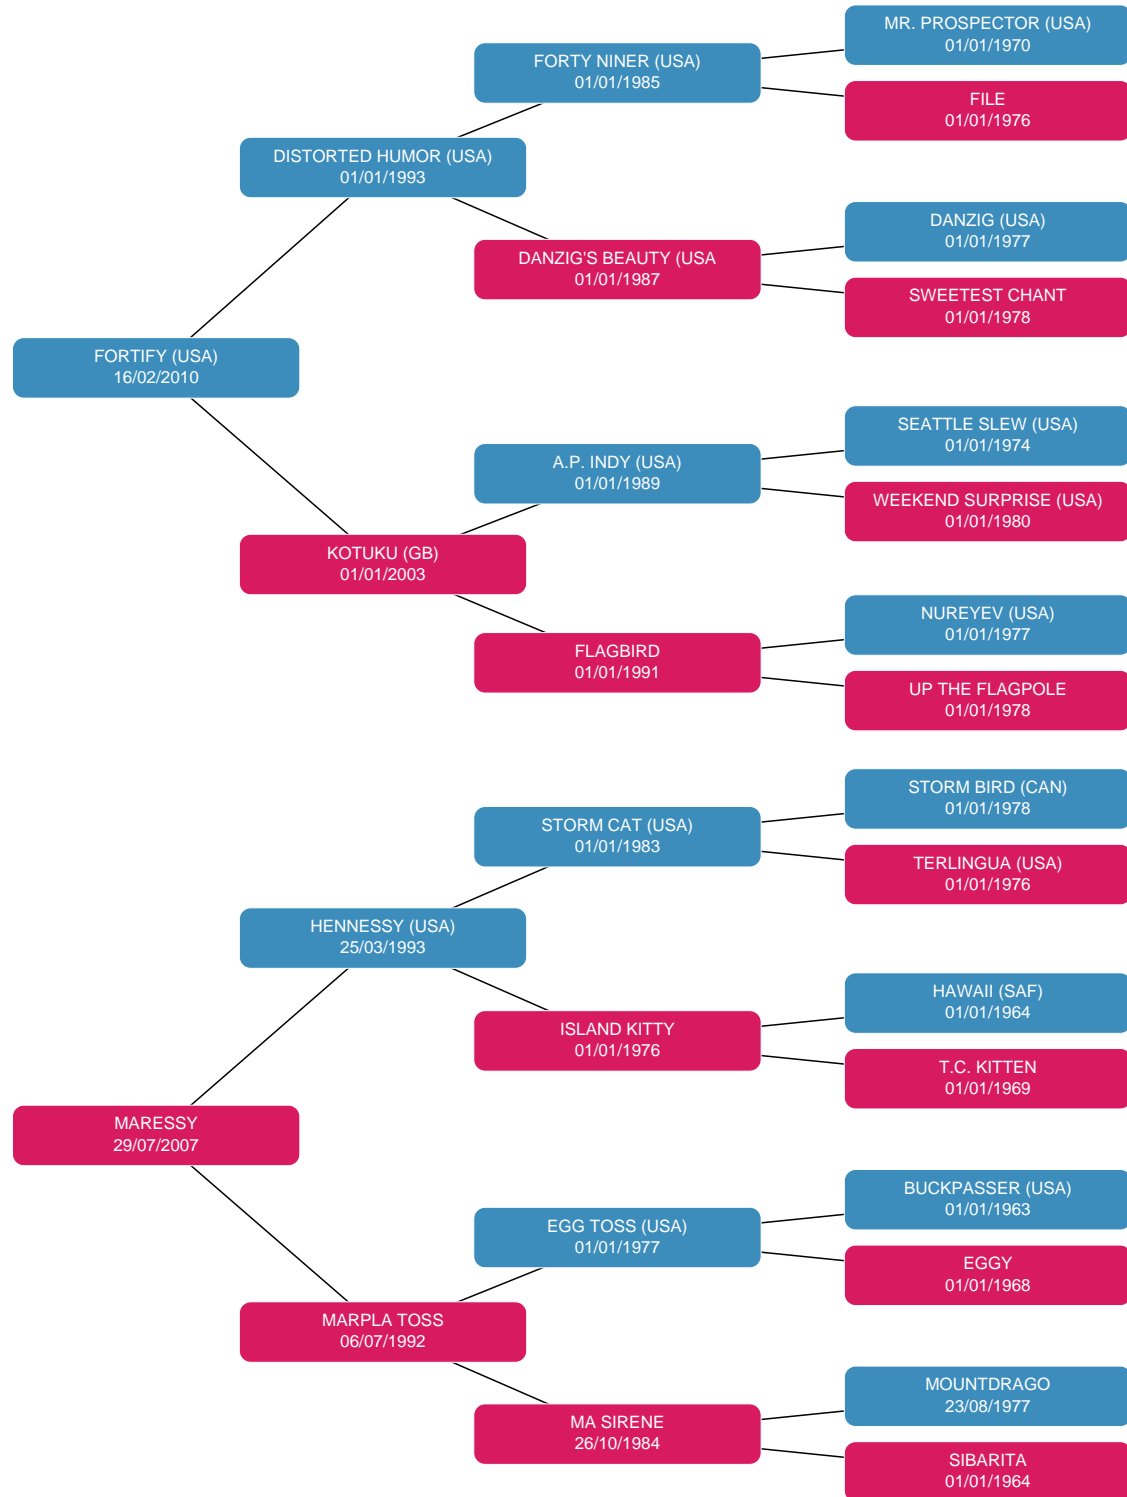 MR. PROSPECTOR (USA)
01/01/1970
FORTY NINER (USA)
01/01/1985
FILE
01/01/1976
DISTORTED HUMOR (USA)
01/01/1993
DANZIG (USA)
01/01/1977
DANZIG'S BEAUTY (USA
01/01/1987
SWEETEST CHANT
01/01/1978
FORTIFY (USA)
16/02/2010
SEATTLE SLEW (USA)
01/01/1974
A.P. INDY (USA)
01/01/1989
WEEKEND SURPRISE (USA)
01/01/1980
KOTUKU (GB)
01/01/2003
NUREYEV (USA)
01/01/1977
FLAGBIRD
01/01/1991
UP THE FLAGPOLE
01/01/1978
STORM BIRD (CAN)
01/01/1978
STORM CAT (USA)
01/01/1983
TERLINGUA (USA)
01/01/1976
HENNESSY (USA)
25/03/1993
HAWAII (SAF)
01/01/1964
ISLAND KITTY
01/01/1976
T.C. KITTEN
01/01/1969
MARESSY
29/07/2007
BUCKPASSER (USA)
01/01/1963
EGG TOSS (USA)
01/01/1977
EGGY
01/01/1968
MARPLA TOSS
06/07/1992
MOUNTDRAGO
23/08/1977
MA SIRENE
26/10/1984
SIBARITA
01/01/1964